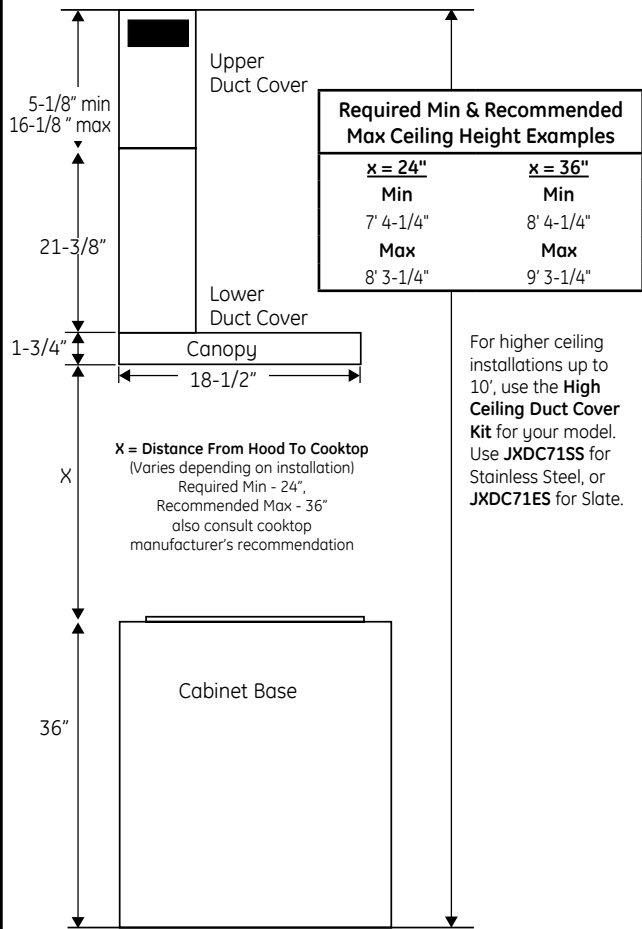 Upper
Duct Cover
5-1/8" min
16-1/8 " max
Required Min & Recommended
Max Ceiling Height Examples
x = 24" x = 36"
Min Min
7' 4-1/4" 8' 4-1/4"
Max Max
8' 3-1/4" 9' 3-1/4"
21-3/8"
Lower
Duct Cover
1-3/4"
Canopy
18-1/2"
For higher ceiling
installations up to
10', use the High
Ceiling Duct Cover
Kit for your model.
Use JXDC71SS for
Stainless Steel, or
JXDC71ES for Slate.
X
X = Distance From Hood To Cooktop
(Varies depending on installation)
Required Min - 24",
Recommended Max - 36"
also consult cooktop
manufacturer's recommendation
Cabinet Base
36"